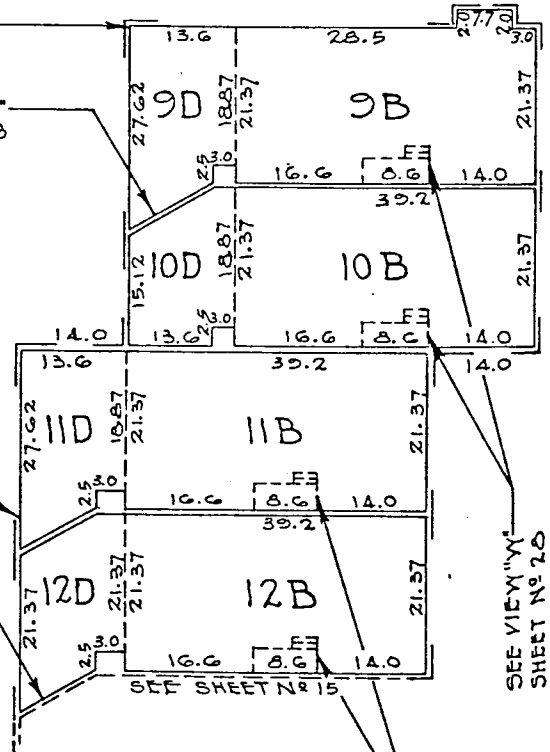 2.0 7.7 2.0
13.6 28.5 3.0
27.62 9D 18.87 21.37 9B 21.37
2.5 3.0 16.6 8.6 14.0
39.2
15.12 10D 18.87 21.37 10B 21.37
14.0 13.6 2.5 3.0 16.6 8.6 14.0
13.6 39.2 14.0
27.62 11D 18.87 21.37 11B 21.37
2.5 3.0 16.6 8.6 14.0
39.2
21.37 12D 21.37 21.37 12B 21.37
2.5 3.0 16.6 8.6 14.0
SEE SHEET Nº 15
SEE VIEW "W"
SHEET Nº 28